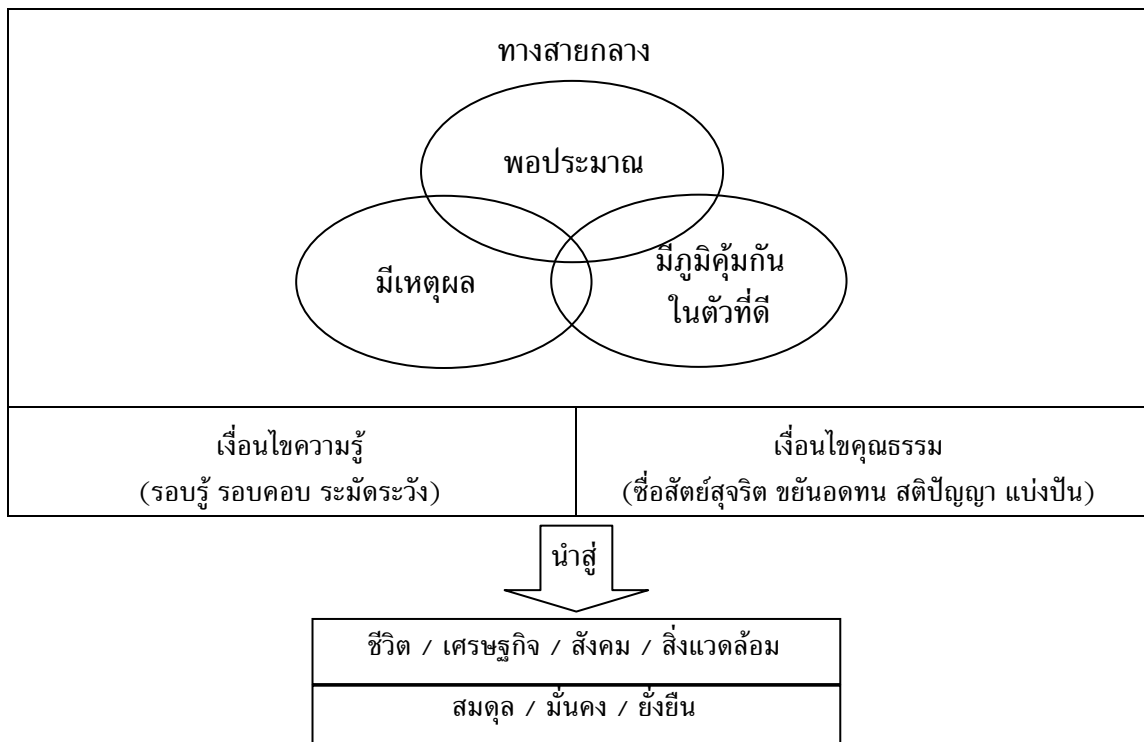 ทางสายกลาง
พอประมาณ
มีเหตุผล
มีภูมิคุ้มกัน
ในตัวที่ดี
เงื่อนไขความรู้
(รอบรู้ รอบคอบ ระมัดระวัง)
เงื่อนไขคุณธรรม
(ซื่อสัตย์สุจริต ขยันอดทน สติปัญญา แบ่งปัน)
นำสู่
ชีวิต / เศรษฐกิจ / สังคม / สิ่งแวดล้อม
สมดุล / มั่นคง / ยั่งยืน